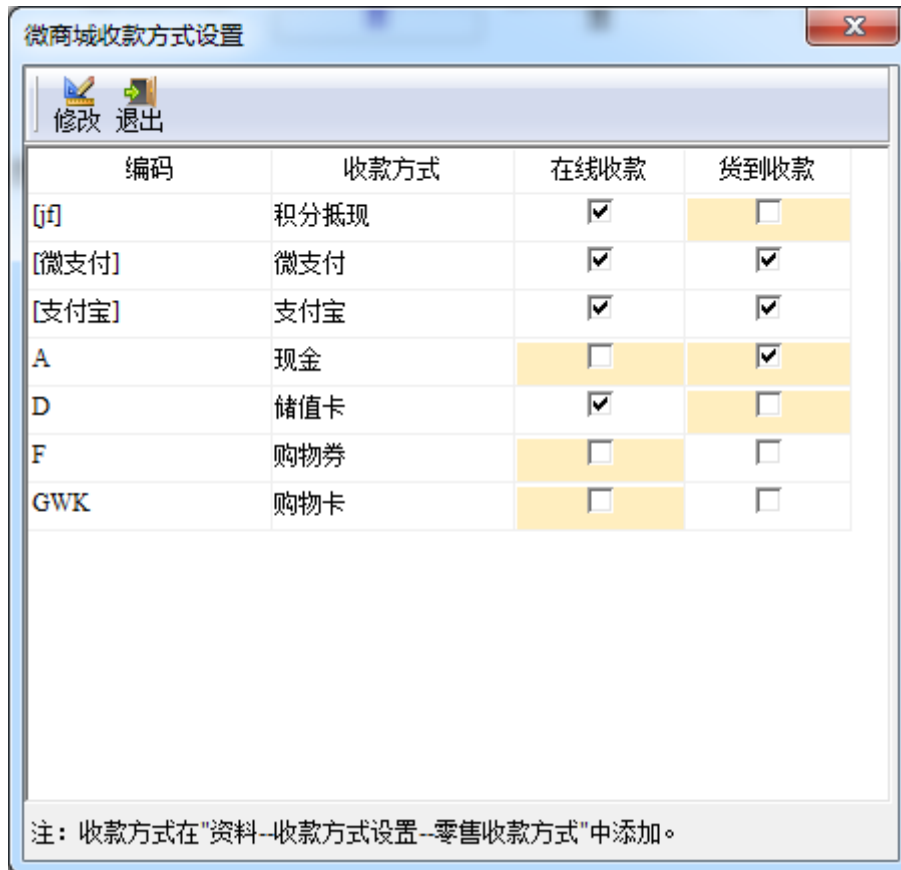 微商城收款方式设置
修改 退出
编码 收款方式 在线收款 货到收款
[jf] 积分抵现
[微支付] 微支付
[支付宝] 支付宝
A 现金
D 储值卡
F 购物券
GWK 购物卡
注：收款方式在"资料--收款方式设置--零售收款方式"中添加。